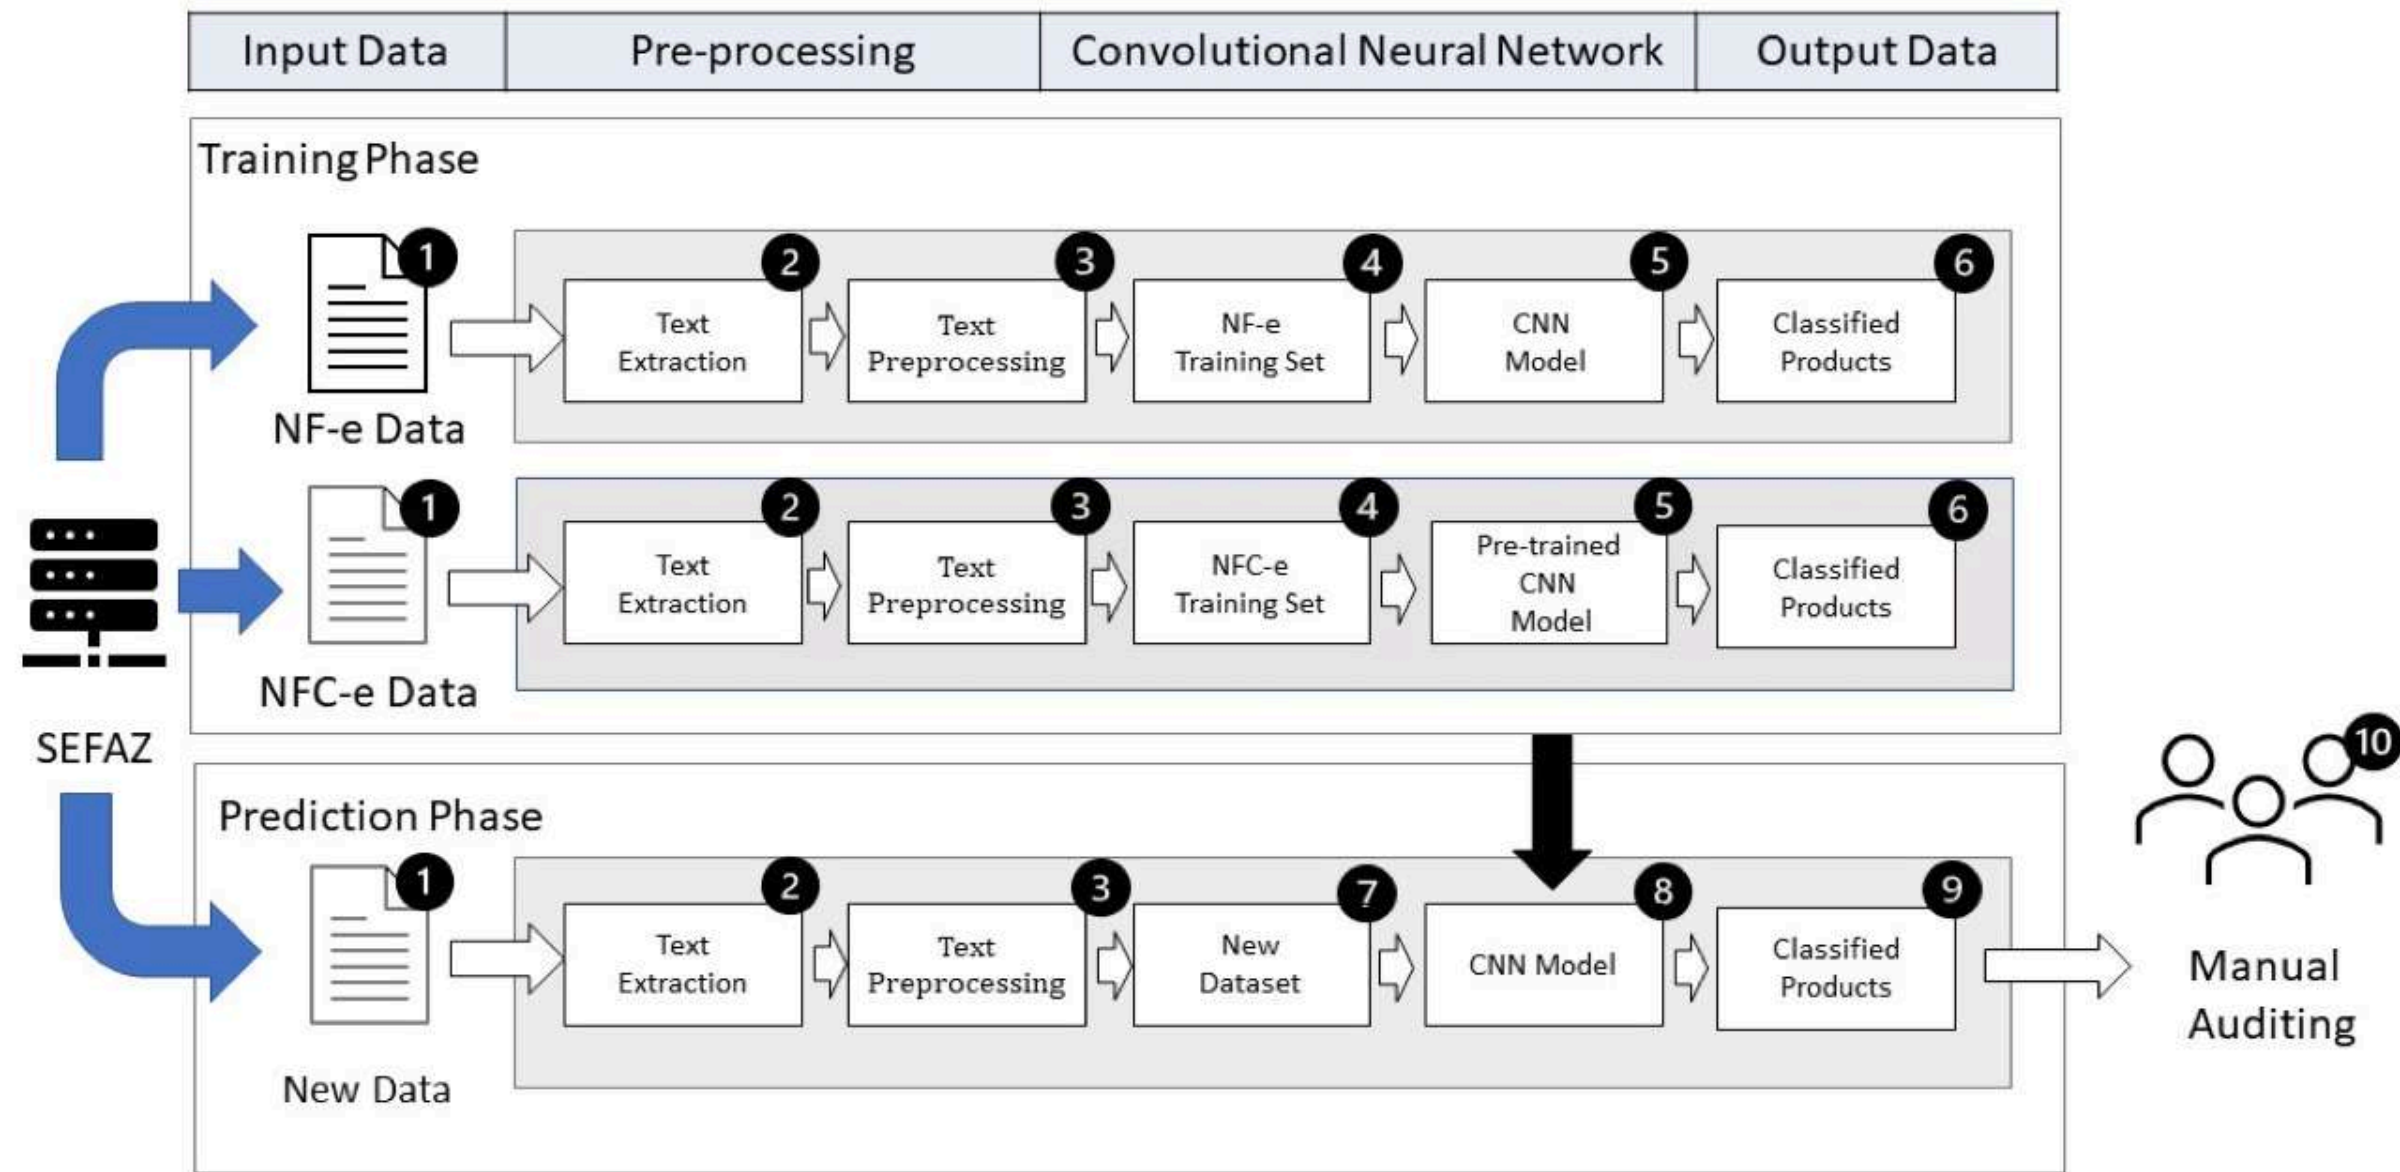 Input Data
Pre-processing
Convolutional Neural Network
Output Data
Training Phase
1
2
3
4
5
6
Text
Extraction
Text
Preprocessing
NF-e
Training Set
CNN
Model
Classified
Products
NF-e Data
1
2
3
4
5
6
Text
Extraction
Text
Preprocessing
NFC-e
Training Set
Pre-trained
CNN
Model
Classified
Products
NFC-e Data
SEFAZ
Prediction Phase
1
2
3
7
8
9
Text
Extraction
Text
Preprocessing
New
Dataset
CNN Model
Classified
Products
New Data
10
Manual
Auditing